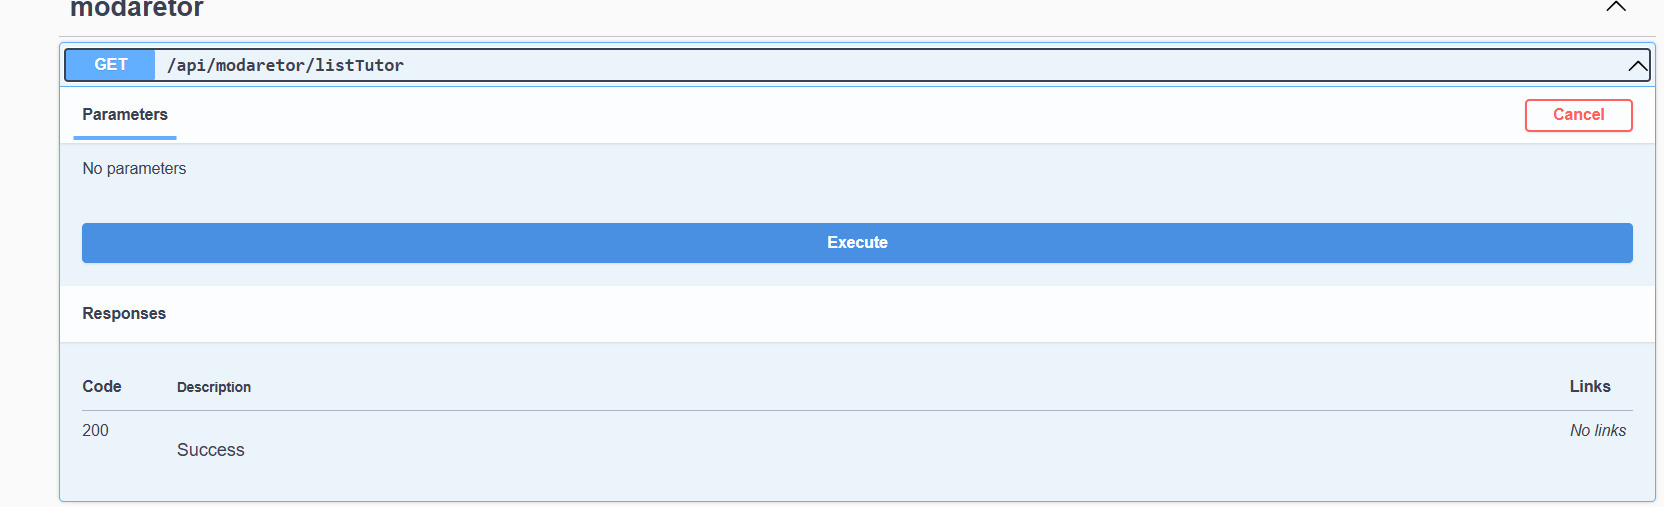 modaretor
GET /api/modaretor/listTutor
Parameters Cancel
No parameters
Execute
Responses
Code Description Links
200 Success No links